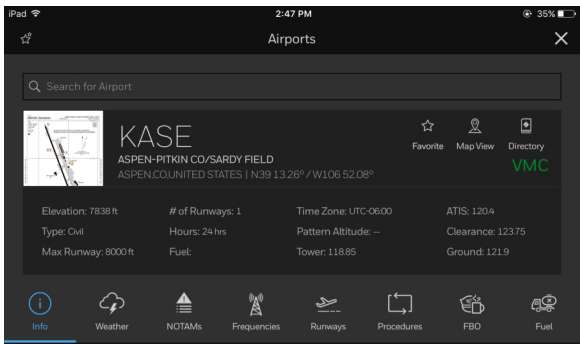 iPad 2:47 PM 35%
Airports
Search for Airport
KASE
ASPEN-PITKIN CO/SARDY FIELD
ASPEN,CO,UNITED STATES | N39 13.26° / W106 52.08°
Favorite Map View Directory
VMC
Elevation: 7838 ft # of Runways: 1 Time Zone: UTC-06:00 ATIS: 120.4
Type: Civil Hours: 24 hrs Pattern Altitude: -- Clearance: 123.75
Max Runway: 8000 ft Fuel: Tower: 118.85 Ground: 121.9
Info Weather NOTAMs Frequencies Runways Procedures FBO Fuel